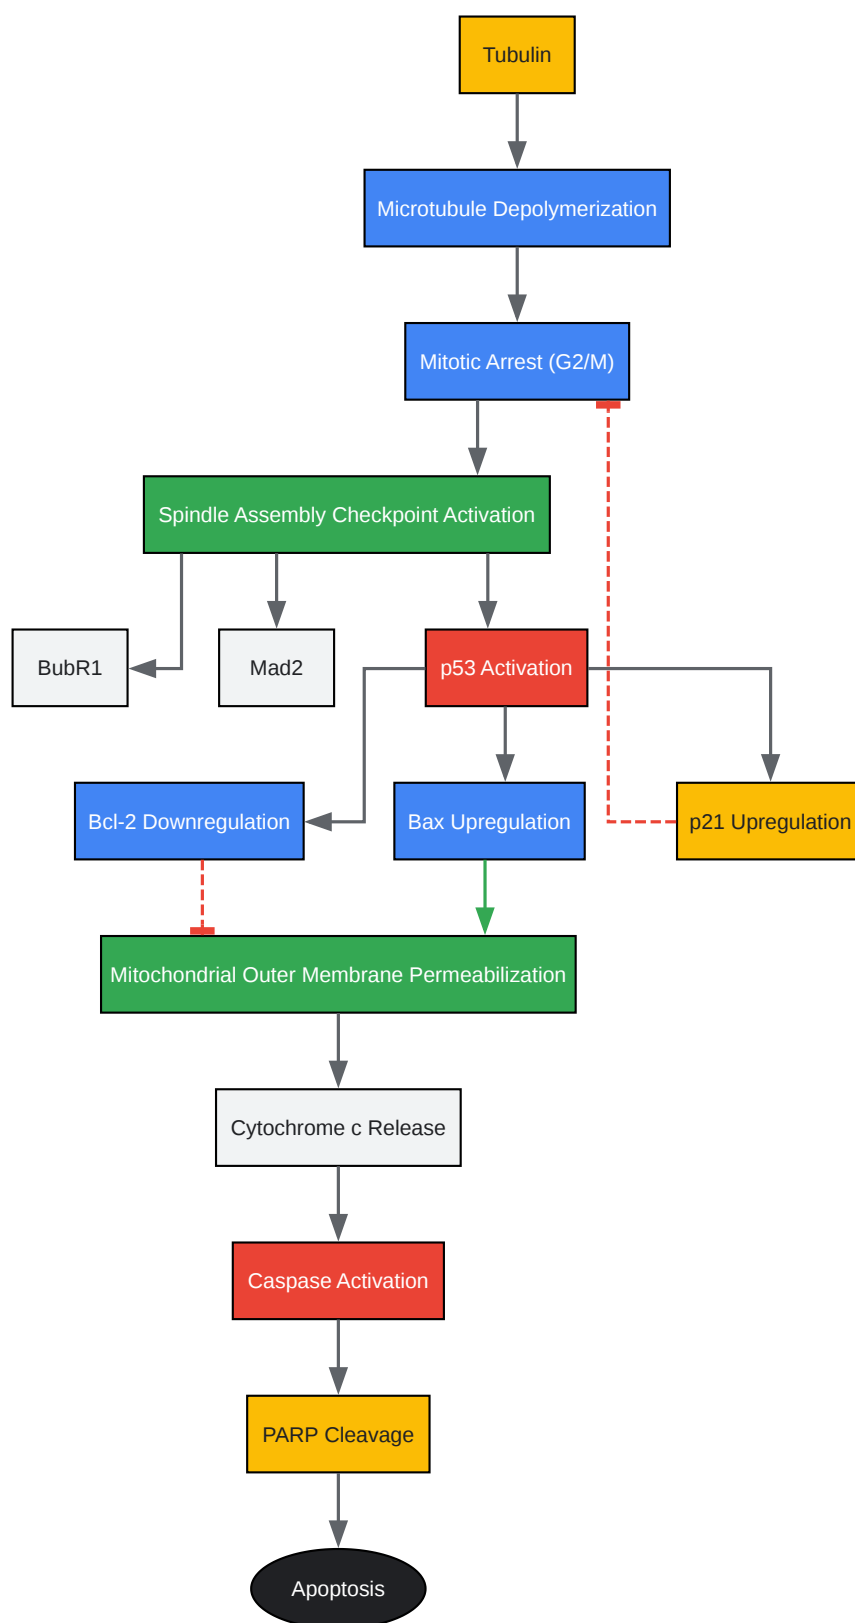 Tubulin
Microtubule Depolymerization
Mitotic Arrest (G2/M)
Spindle Assembly Checkpoint Activation
BubR1
Mad2
p53 Activation
Bcl-2 Downregulation
Bax Upregulation
p21 Upregulation
Mitochondrial Outer Membrane Permeabilization
Cytochrome c Release
Caspase Activation
PARP Cleavage
Apoptosis